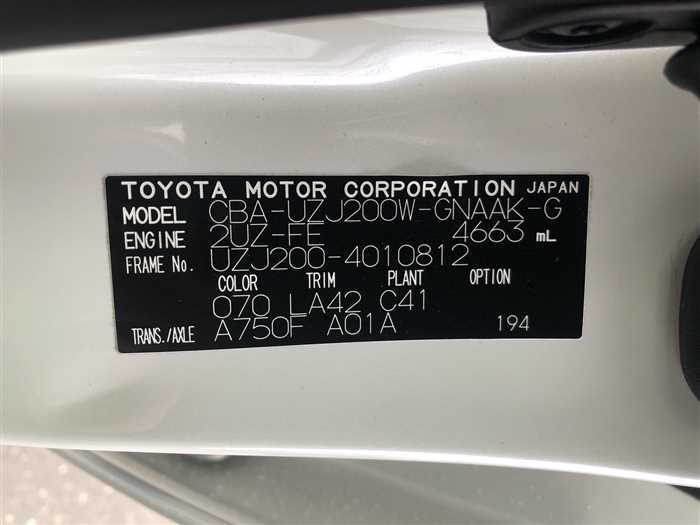 TOYOTA MOTOR CORPORATION JAPAN
MODEL CBA-UZJ200W-GNAAK-G
ENGINE 2UZ-FE 4663 mL
FRAME No. UZJ200-4010812
COLOR TRIM PLANT OPTION
070 LA42 C41
TRANS./AXLE A750F A01A 194